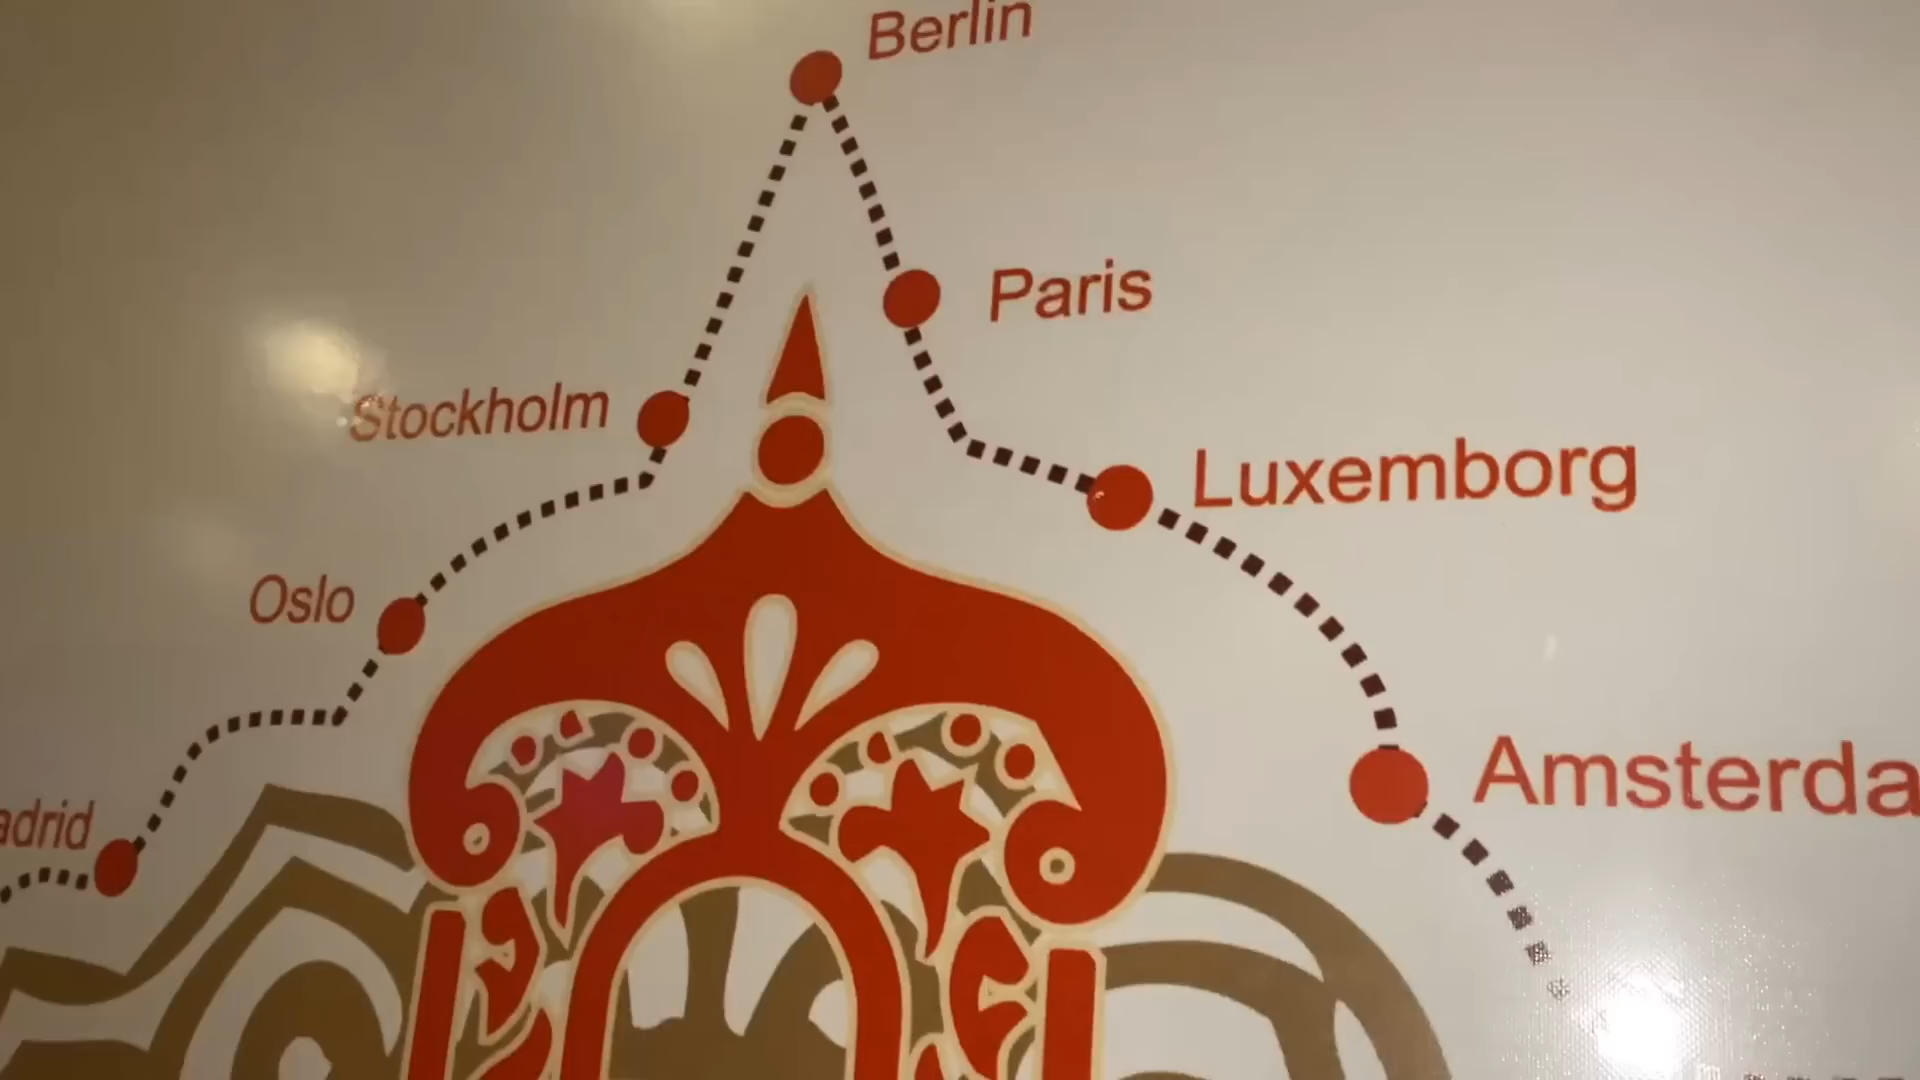 Berlin
Paris
Stockholm
Luxemborg
Oslo
Amsterda
adrid